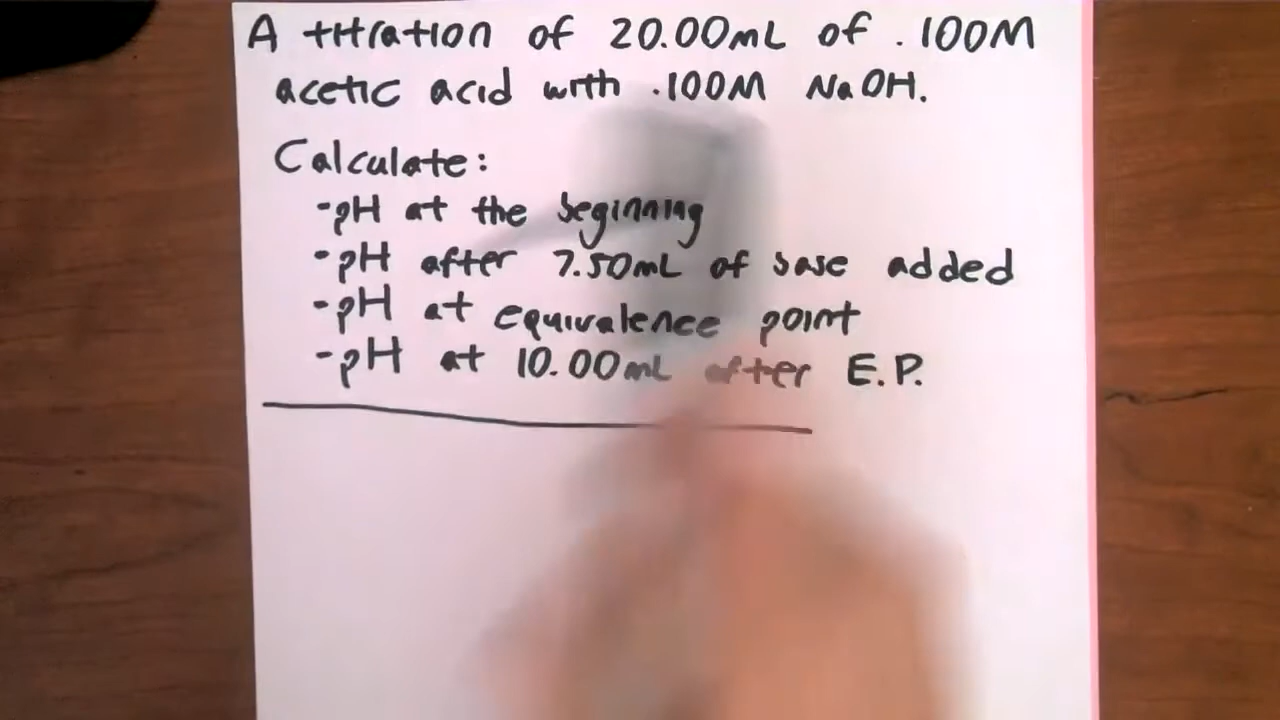 A titration of 20.00mL of .100M
acetic acid with .100M NaOH.
Calculate:
-pH at the beginning
-pH after 7.50mL of base added
-pH at equivalence point
-pH at 10.00mL after E.P.